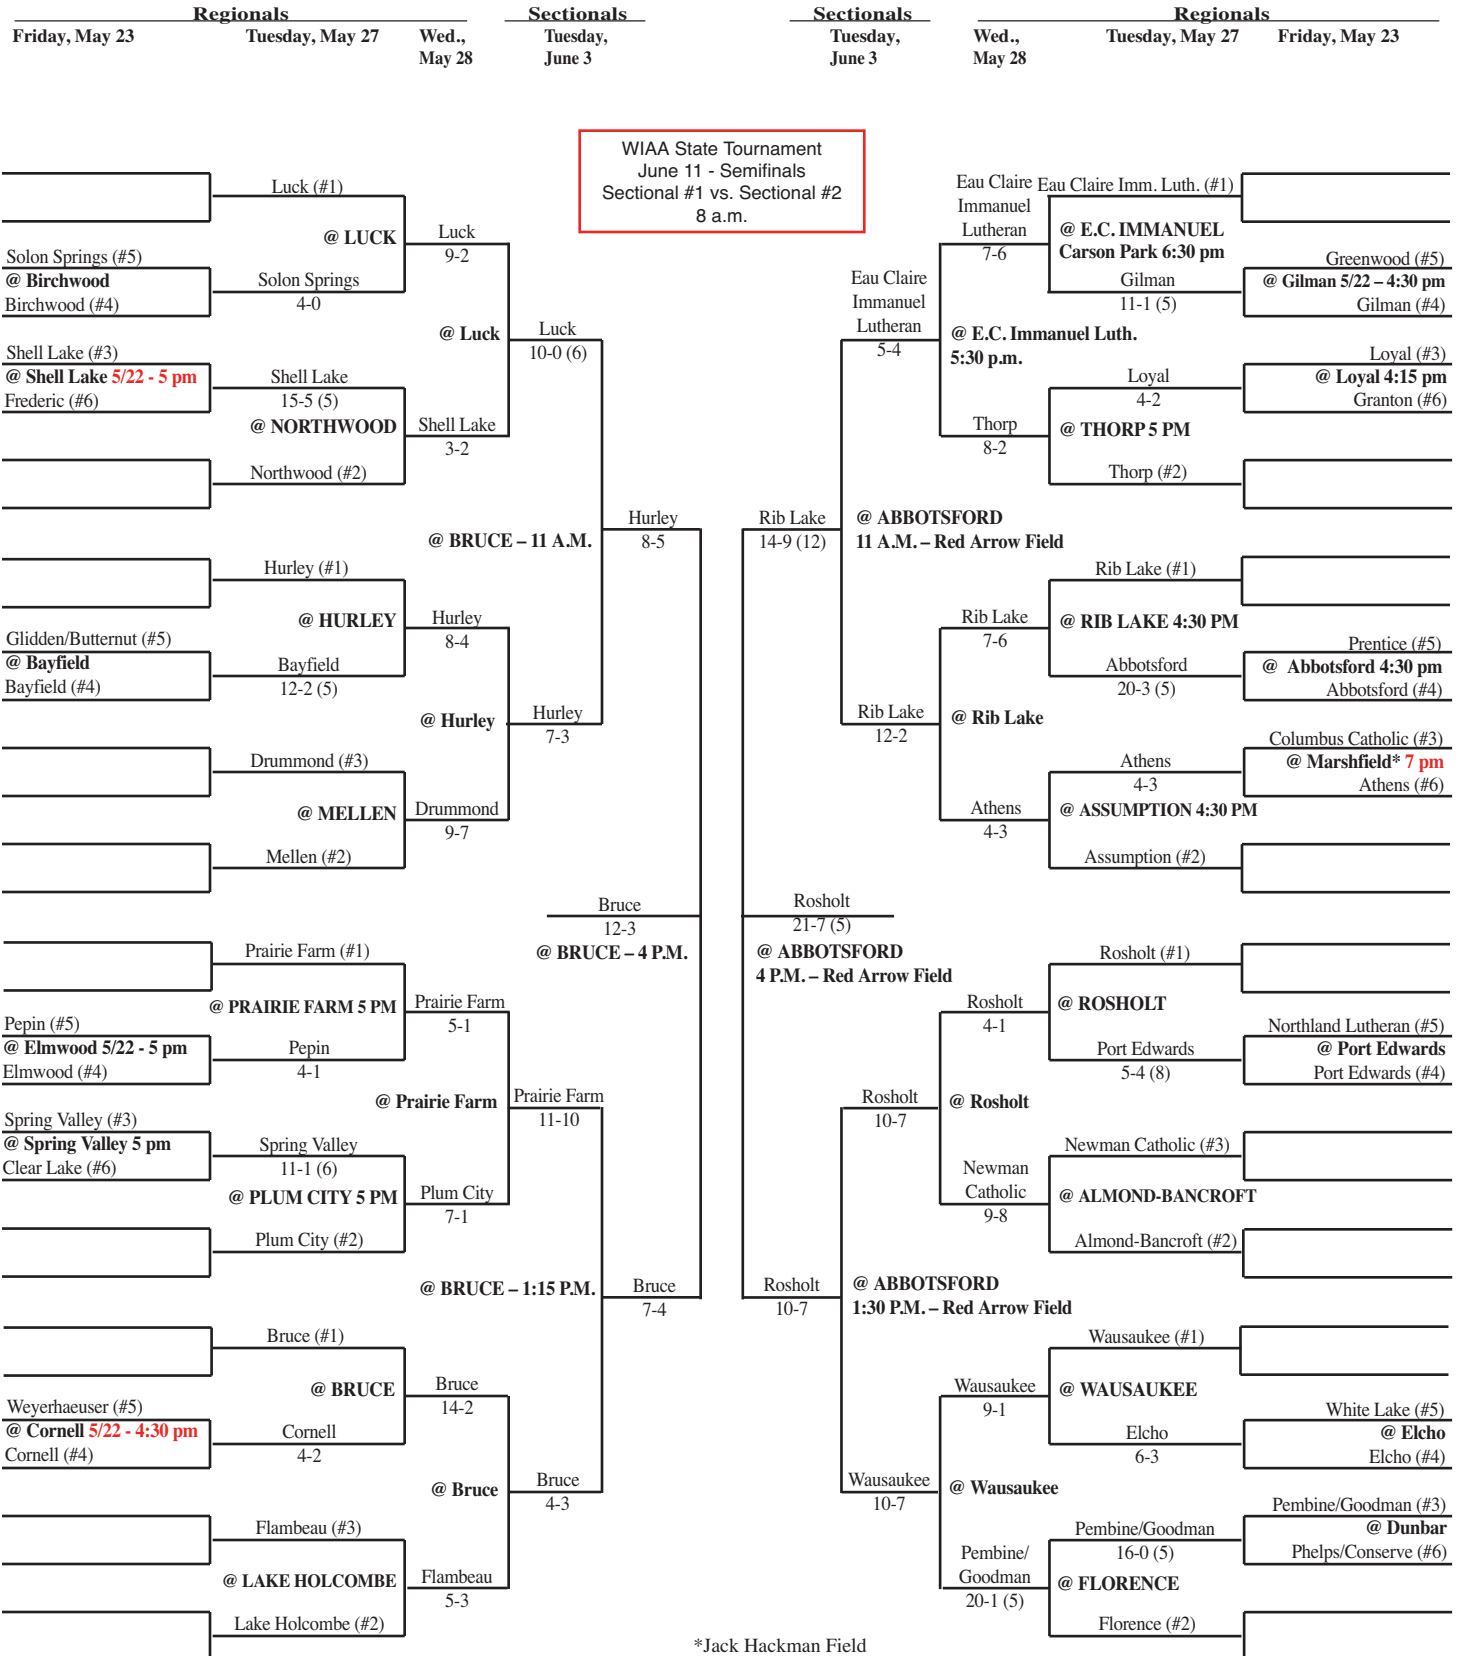 Regionals
Sectionals
Sectionals
Regionals
Friday, May 23
Tuesday, May 27
Wed.,
May 28
Tuesday,
June 3
Tuesday,
June 3
Wed.,
May 28
Tuesday, May 27
Friday, May 23
WIAA State Tournament
June 11 - Semifinals
Sectional #1 vs. Sectional #2
8 a.m.
Luck (#1)
@ LUCK
Luck
9-2
Solon Springs (#5)
@ Birchwood
Birchwood (#4)
Solon Springs
4-0
@ Luck
Luck
10-0 (6)
Shell Lake (#3)
@ Shell Lake 5/22 - 5 pm
Frederic (#6)
Shell Lake
15-5 (5)
@ NORTHWOOD
Shell Lake
3-2
Northwood (#2)
@ BRUCE – 11 A.M.
Hurley
8-5
Hurley (#1)
@ HURLEY
Hurley
8-4
Glidden/Butternut (#5)
@ Bayfield
Bayfield (#4)
Bayfield
12-2 (5)
@ Hurley
Hurley
7-3
Drummond (#3)
@ MELLEN
Drummond
9-7
Mellen (#2)
Bruce
12-3
@ BRUCE – 4 P.M.
Prairie Farm (#1)
@ PRAIRIE FARM 5 PM
Prairie Farm
5-1
Pepin (#5)
@ Elmwood 5/22 - 5 pm
Elmwood (#4)
Pepin
4-1
@ Prairie Farm
Prairie Farm
11-10
Spring Valley (#3)
@ Spring Valley 5 pm
Clear Lake (#6)
Spring Valley
11-1 (6)
@ PLUM CITY 5 PM
Plum City
7-1
Plum City (#2)
@ BRUCE – 1:15 P.M.
Bruce
7-4
Bruce (#1)
@ BRUCE
Bruce
14-2
Weyerhaeuser (#5)
@ Cornell 5/22 - 4:30 pm
Cornell (#4)
Cornell
4-2
@ Bruce
Bruce
4-3
Flambeau (#3)
@ LAKE HOLCOMBE
Flambeau
5-3
Lake Holcombe (#2)
Eau Claire
Immanuel
Lutheran
7-6
Eau Claire Imm. Luth. (#1)
@ E.C. IMMANUEL
Carson Park 6:30 pm
Gilman
11-1 (5)
Greenwood (#5)
@ Gilman 5/22 – 4:30 pm
Gilman (#4)
Eau Claire
Immanuel
Lutheran
5-4
@ E.C. Immanuel Luth.
5:30 p.m.
Loyal (#3)
@ Loyal 4:15 pm
Granton (#6)
Loyal
4-2
Thorp
8-2
@ THORP 5 PM
Thorp (#2)
Rib Lake
14-9 (12)
@ ABBOTSFORD
11 A.M. – Red Arrow Field
Rib Lake (#1)
Rib Lake
7-6
@ RIB LAKE 4:30 PM
Prentice (#5)
@ Abbotsford 4:30 pm
Abbotsford (#4)
Abbotsford
20-3 (5)
Rib Lake
12-2
@ Rib Lake
Columbus Catholic (#3)
@ Marshfield* 7 pm
Athens (#6)
Athens
4-3
Athens
4-3
@ ASSUMPTION 4:30 PM
Assumption (#2)
Rosholt
21-7 (5)
@ ABBOTSFORD
4 P.M. – Red Arrow Field
Rosholt (#1)
Rosholt
4-1
@ ROSHOLT
Northland Lutheran (#5)
@ Port Edwards
Port Edwards (#4)
Port Edwards
5-4 (8)
Rosholt
10-7
@ Rosholt
Newman Catholic (#3)
Newman
Catholic
9-8
@ ALMOND-BANCROFT
Almond-Bancroft (#2)
Rosholt
10-7
@ ABBOTSFORD
1:30 P.M. – Red Arrow Field
Wausaukee (#1)
Wausaukee
9-1
@ WAUSAUKEE
White Lake (#5)
@ Elcho
Elcho (#4)
Elcho
6-3
Wausaukee
10-7
@ Wausaukee
Pembine/Goodman (#3)
@ Dunbar
Phelps/Conserve (#6)
Pembine/Goodman
16-0 (5)
Pembine/
Goodman
20-1 (5)
@ FLORENCE
Florence (#2)
*Jack Hackman Field